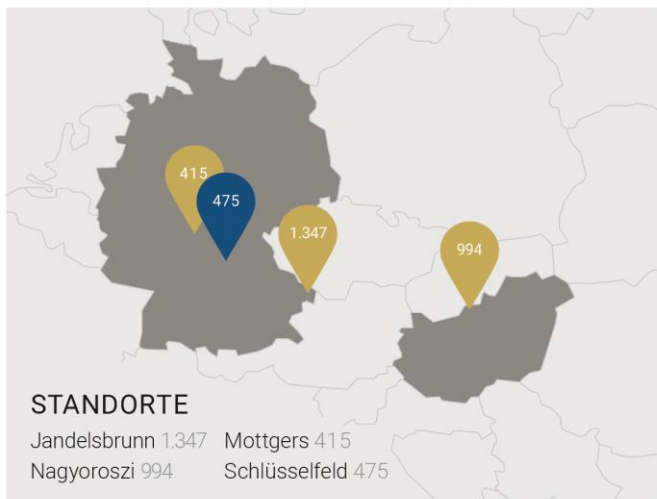 415
475
1.347
994
STANDORTE
Jandelsbrunn 1.347 Mottgers 415
Nagyoroszi 994 Schlüsselfeld 475